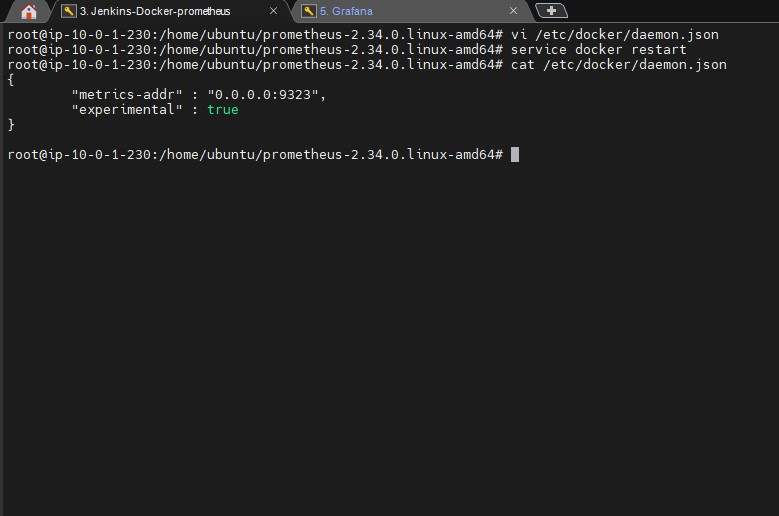 3. Jenkins-Docker-prometheus
5. Grafana
root@ip-10-0-1-230:/home/ubuntu/prometheus-2.34.0.linux-amd64# vi /etc/docker/daemon.json
root@ip-10-0-1-230:/home/ubuntu/prometheus-2.34.0.linux-amd64# service docker restart
root@ip-10-0-1-230:/home/ubuntu/prometheus-2.34.0.linux-amd64# cat /etc/docker/daemon.json
{
        "metrics-addr" : "0.0.0.0:9323",
        "experimental" : true
}
root@ip-10-0-1-230:/home/ubuntu/prometheus-2.34.0.linux-amd64#